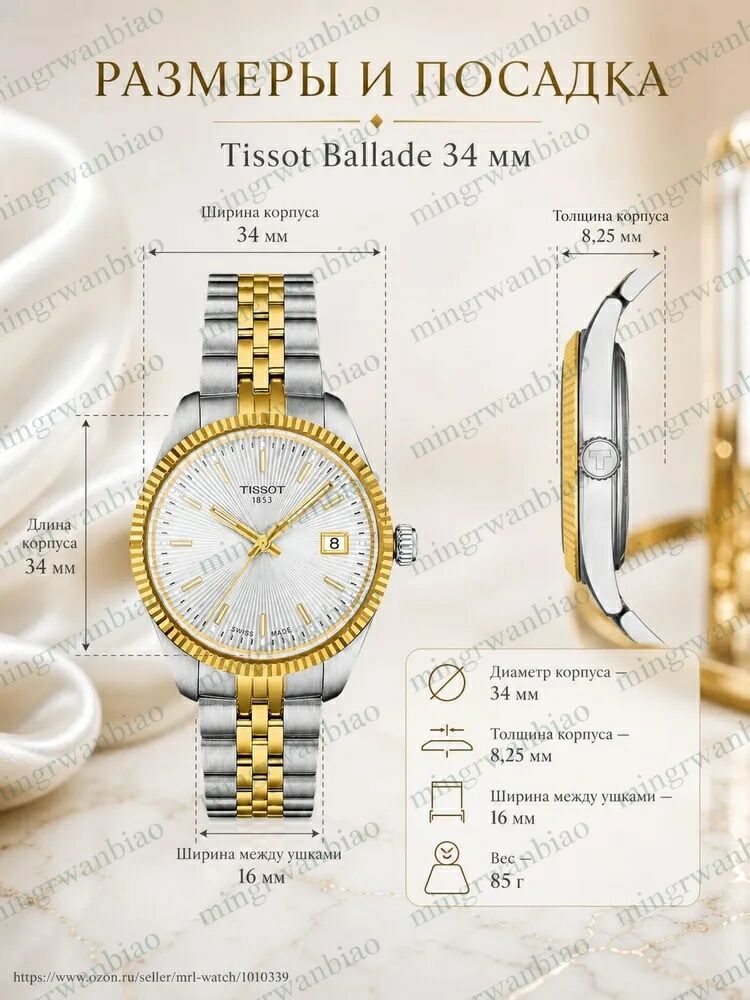 РАЗМЕРЫ И ПОСАДКА
Tissot Ballade 34 мм
Ширина корпуса
34 мм
Толщина корпуса
8,25 мм
Длина
корпуса
34 мм
TISSOT
1853
8
SWISS MADE
T
Ширина между ушками
16 мм
Диаметр корпуса —
34 мм
Толщина корпуса —
8,25 мм
Ширина между ушками —
16 мм
Вес —
85 г
https://www.ozon.ru/seller/mrl-watch/1010339
mingrwanbiao